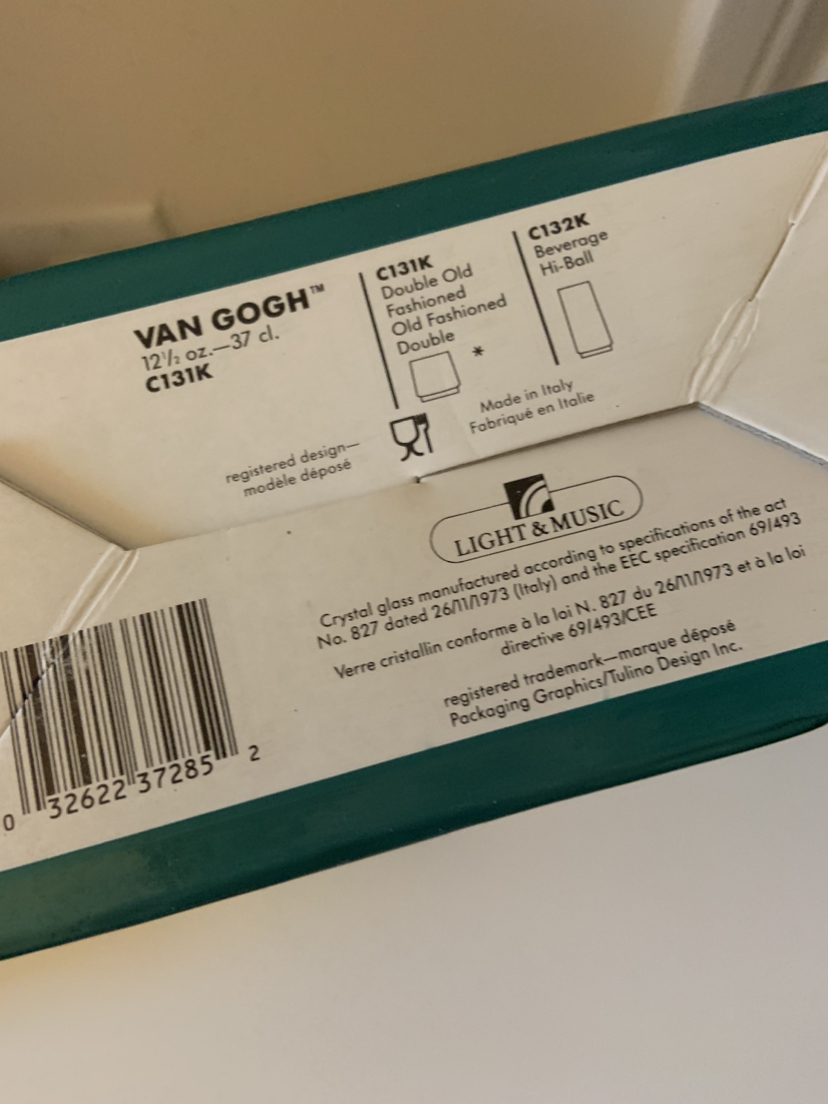 VAN GOGH™
12½ oz.—37 cl.
C131K
C131K
Double Old
Fashioned
Old Fashioned
Double
*
C132K
Beverage
Hi-Ball
registered design—
modèle déposé
Made in Italy
Fabriqué en Italie
LIGHT & MUSIC
Crystal glass manufactured according to specifications of the act
No. 827 dated 26/11/1973 (Italy) and the EEC specification 69/493
Verre cristallin conforme à la loi N. 827 du 26/11/1973 et à la loi
directive 69/493/CEE
registered trademark—marque déposé
Packaging Graphics/Tulino Design Inc.
0 32622 37285 2